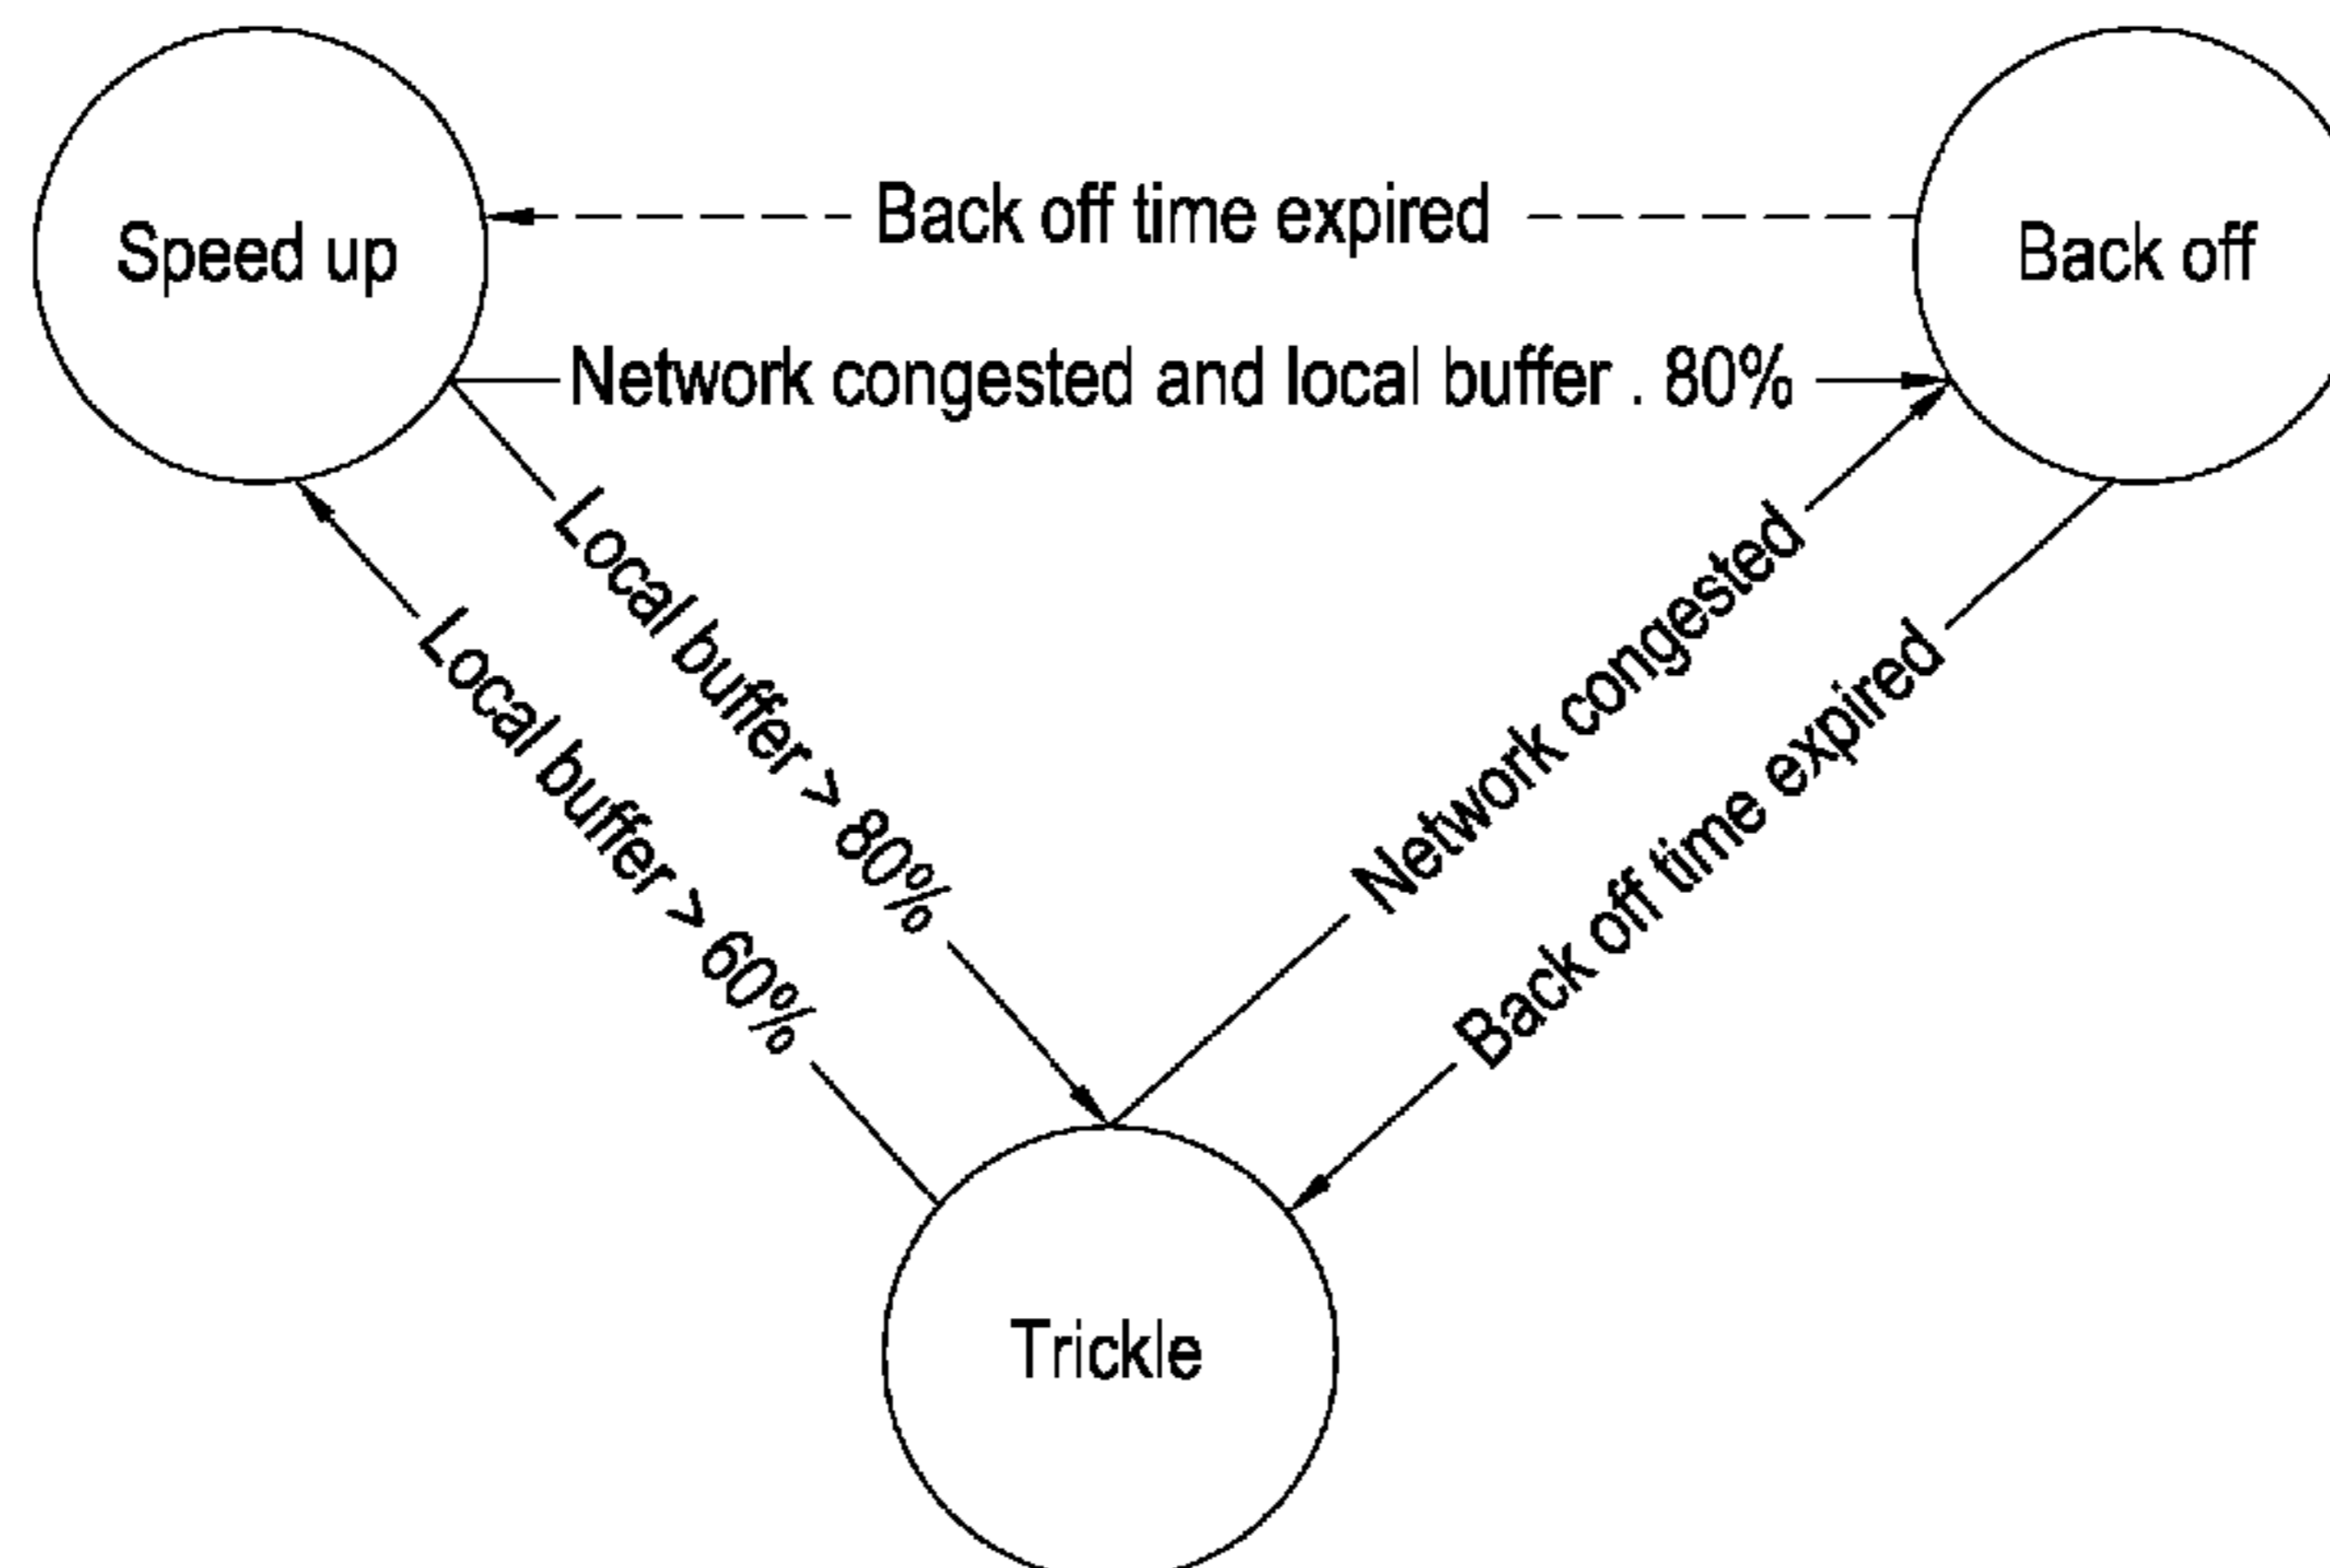 Speed up
Back off time expired
Back off
Network congested and local buffer . 80%
Local buffer > 80%
Local buffer > 60%
Network congested
Back off time expired
Trickle